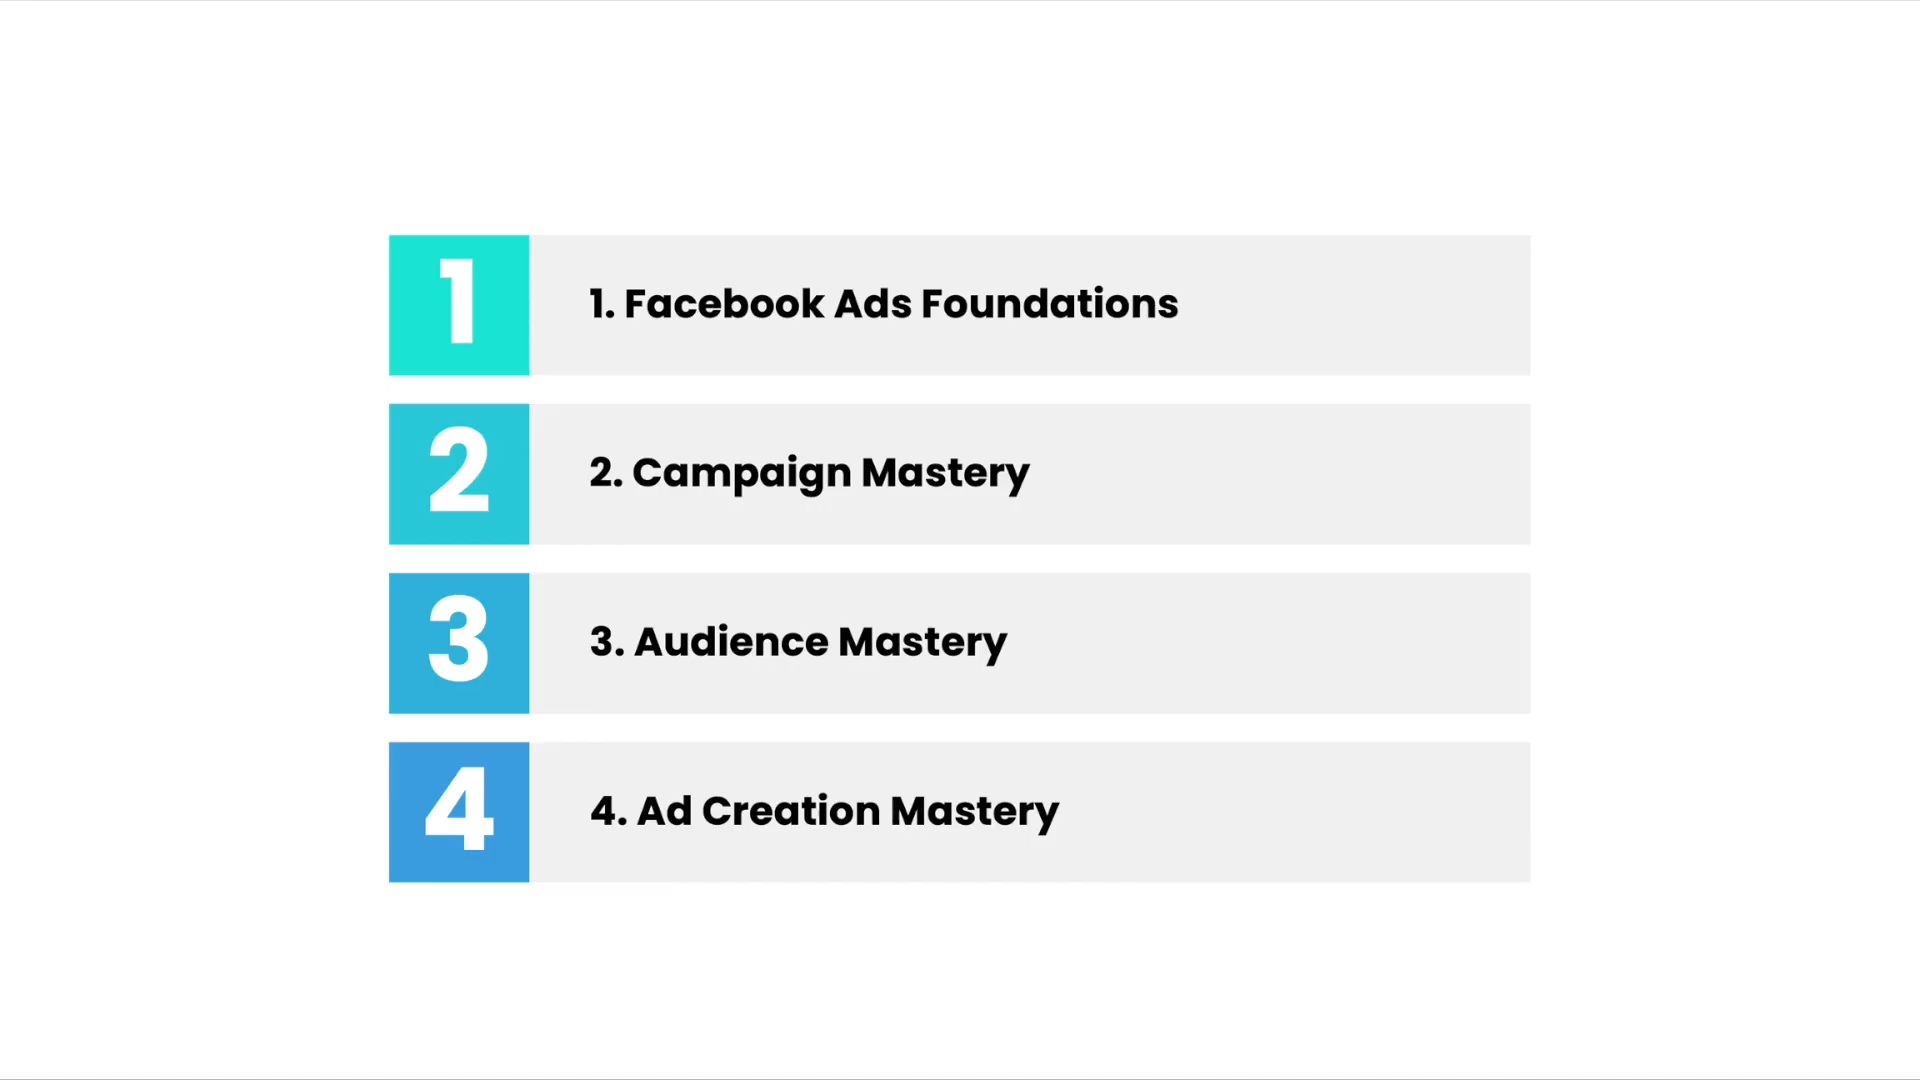 1
1. Facebook Ads Foundations
2
2. Campaign Mastery
3
3. Audience Mastery
4
4. Ad Creation Mastery